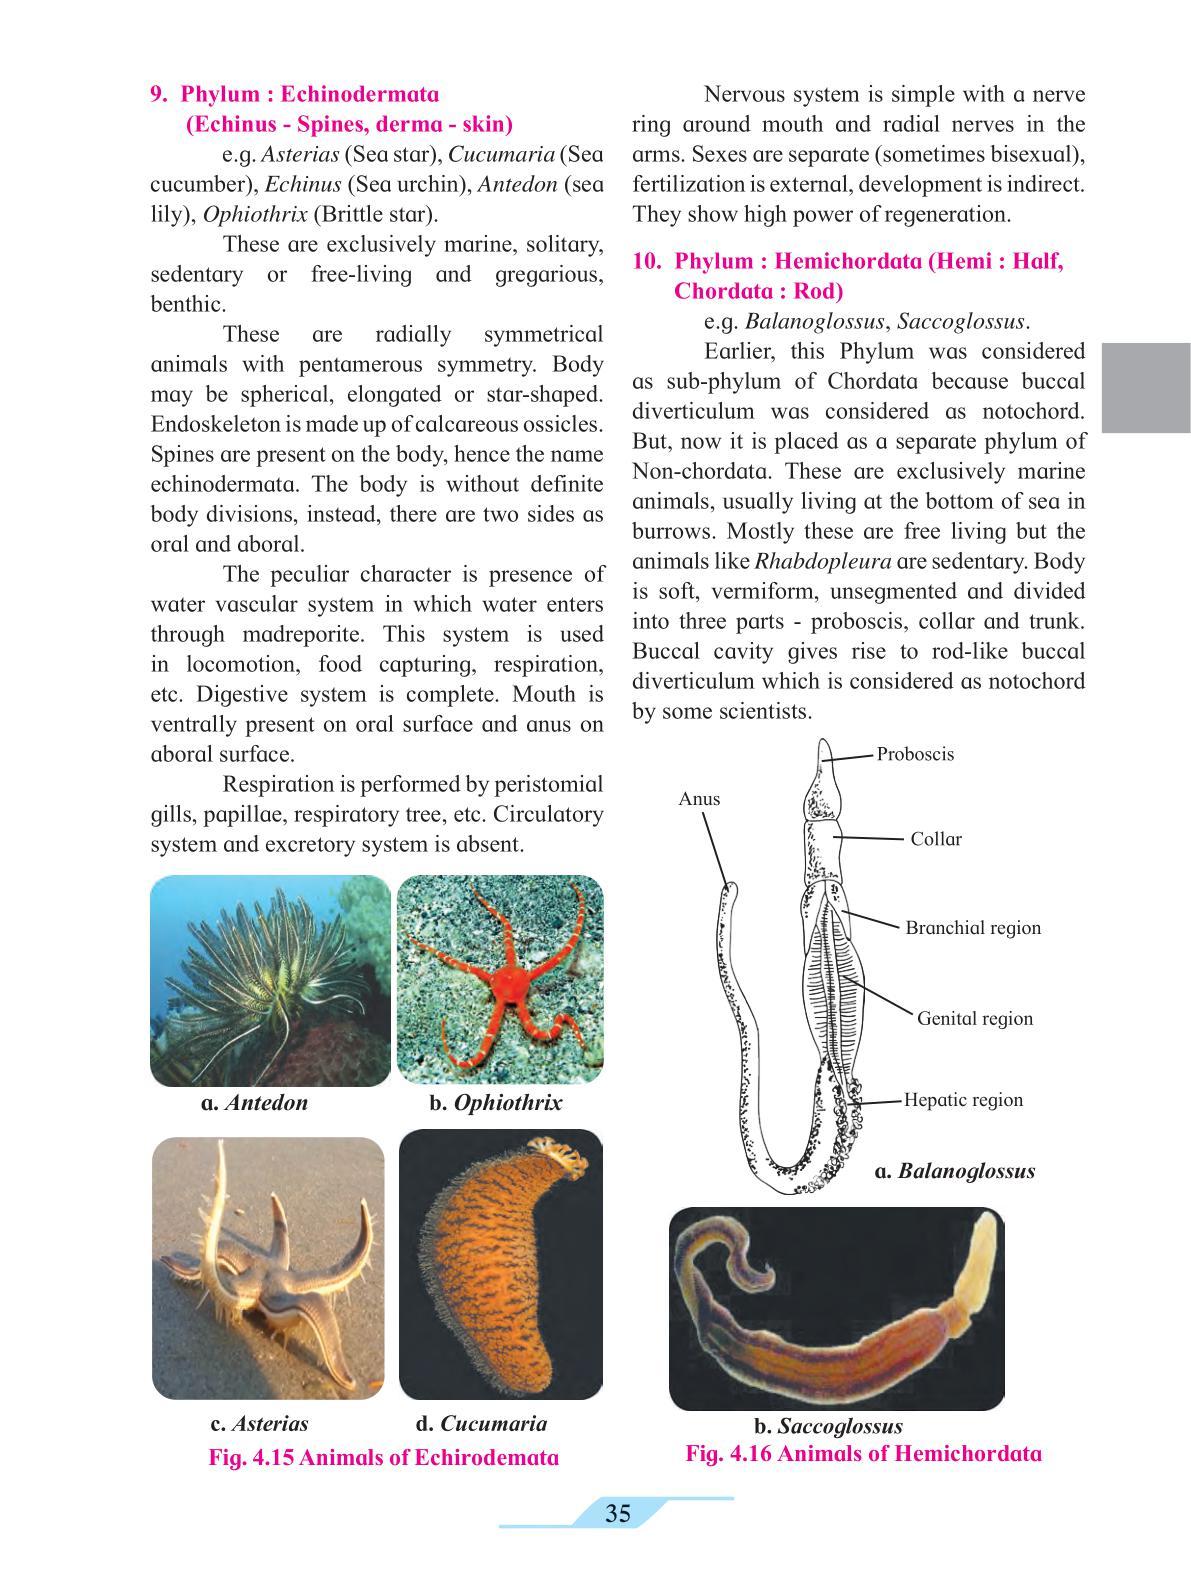 9. Phylum : Echinodermata
(Echinus - Spines, derma - skin)
e.g. Asterias (Sea star), Cucumaria (Sea
cucumber), Echinus (Sea urchin), Antedon (sea
lily), Ophiothrix (Brittle star).
These are exclusively marine, solitary,
sedentary or free-living and gregarious,
benthic.
These are radially symmetrical
animals with pentamerous symmetry. Body
may be spherical, elongated or star-shaped.
Endoskeleton is made up of calcareous ossicles.
Spines are present on the body, hence the name
echinodermata. The body is without definite
body divisions, instead, there are two sides as
oral and aboral.
The peculiar character is presence of
water vascular system in which water enters
through madreporite. This system is used
in locomotion, food capturing, respiration,
etc. Digestive system is complete. Mouth is
ventrally present on oral surface and anus on
aboral surface.
Respiration is performed by peristomial
gills, papillae, respiratory tree, etc. Circulatory
system and excretory system is absent.
a. Antedon
b. Ophiothrix
c. Asterias
d. Cucumaria
Fig. 4.15 Animals of Echirodemata
Nervous system is simple with a nerve
ring around mouth and radial nerves in the
arms. Sexes are separate (sometimes bisexual),
fertilization is external, development is indirect.
They show high power of regeneration.
10. Phylum : Hemichordata (Hemi : Half,
Chordata : Rod)
e.g. Balanoglossus, Saccoglossus.
Earlier, this Phylum was considered
as sub-phylum of Chordata because buccal
diverticulum was considered as notochord.
But, now it is placed as a separate phylum of
Non-chordata. These are exclusively marine
animals, usually living at the bottom of sea in
burrows. Mostly these are free living but the
animals like Rhabdopleura are sedentary. Body
is soft, vermiform, unsegmented and divided
into three parts - proboscis, collar and trunk.
Buccal cavity gives rise to rod-like buccal
diverticulum which is considered as notochord
by some scientists.
Proboscis
Anus
Collar
Branchial region
Genital region
Hepatic region
a. Balanoglossus
b. Saccoglossus
Fig. 4.16 Animals of Hemichordata
35